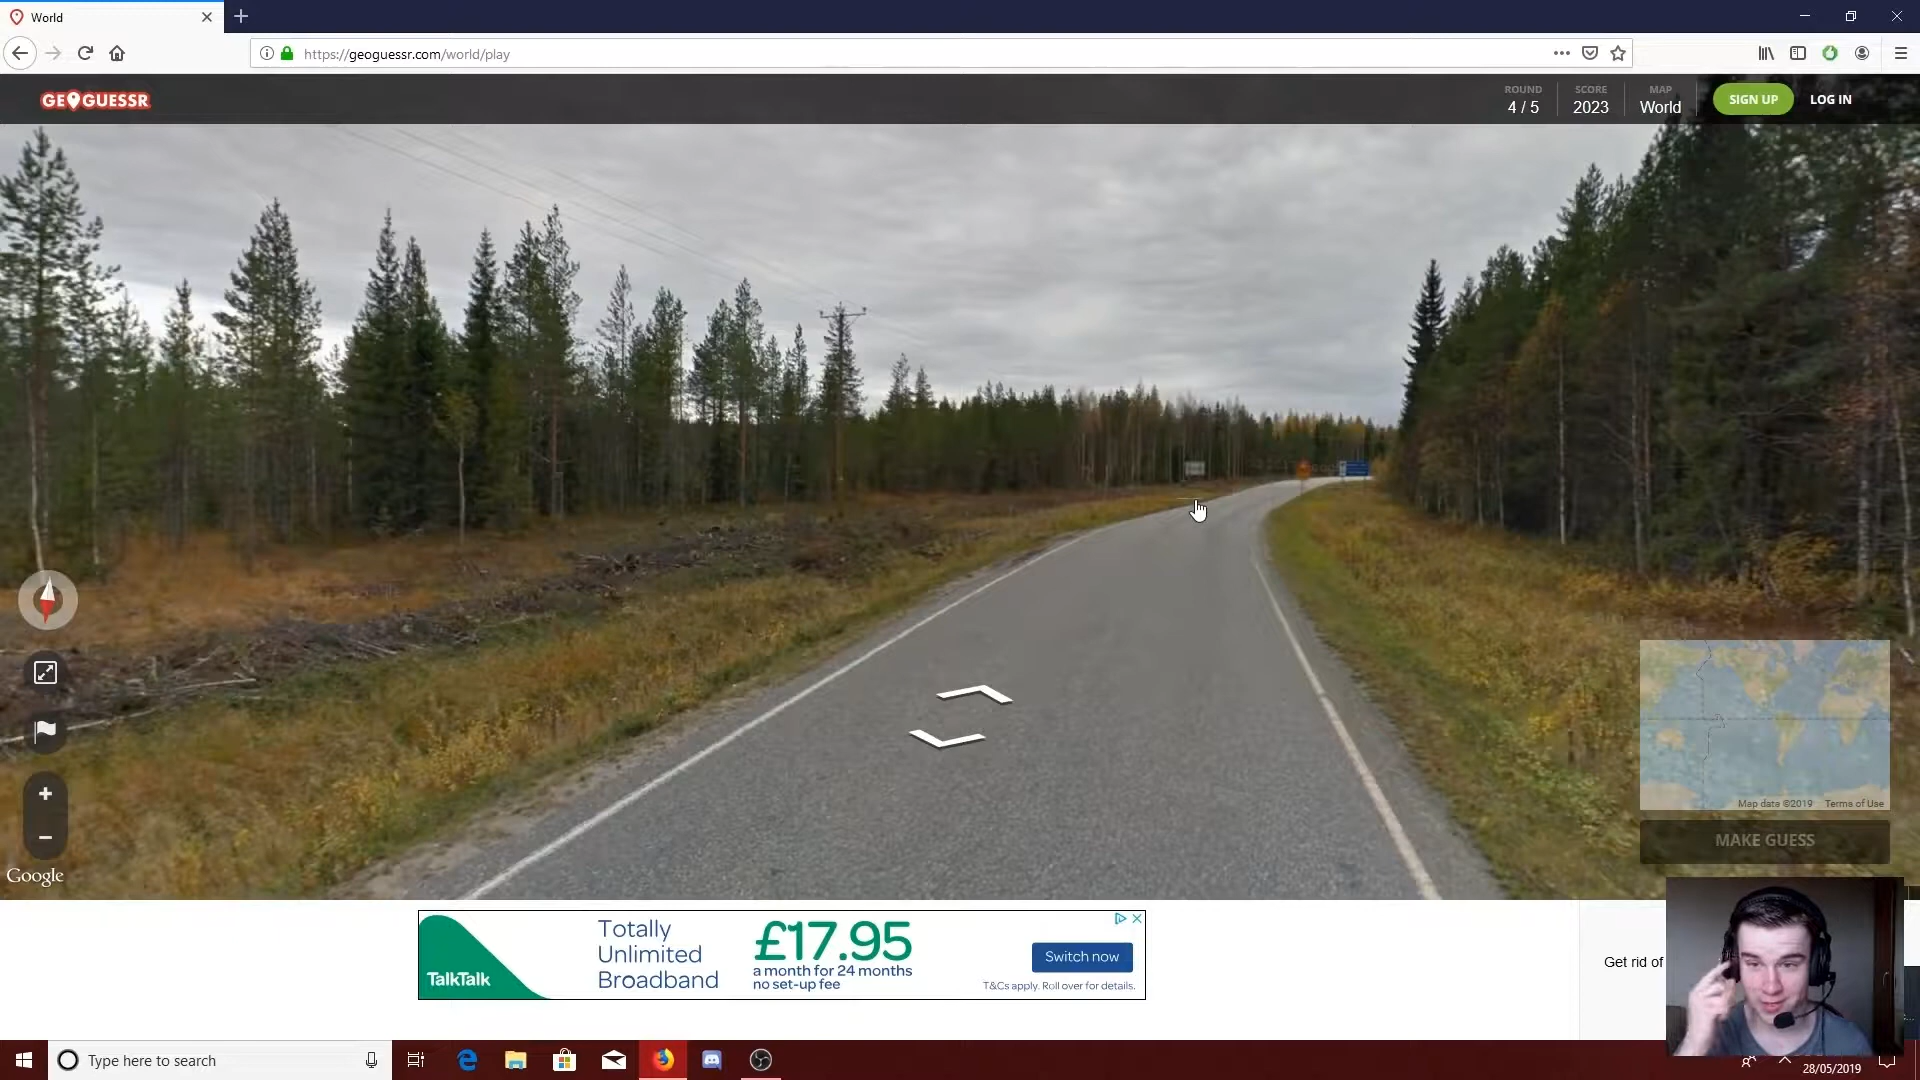 World
https://geoguessr.com/world/play
GEOGUESSR
ROUND
4 / 5
SCORE
2023
MAP
World
SIGN UP
LOG IN
Map data ©2019 Terms of Use
MAKE GUESS
Google
TalkTalk
Totally
Unlimited
Broadband
£17.95
a month for 24 months
no set-up fee
Switch now
T&Cs apply. Roll over for details.
Get rid of
Type here to search
28/05/2019